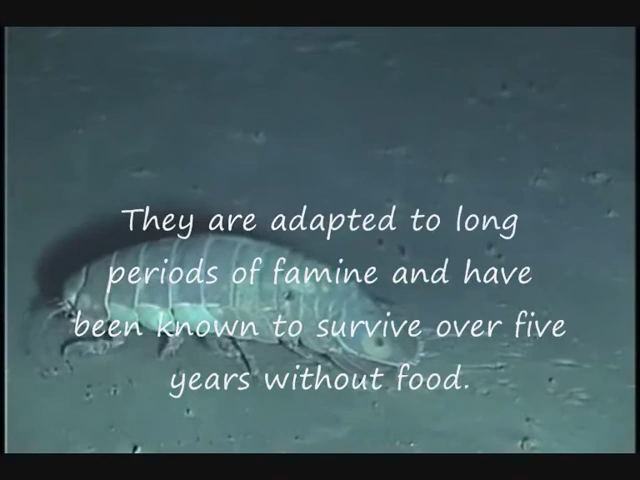 They are adapted to long
periods of famine and have
been known to survive over five
years without food.